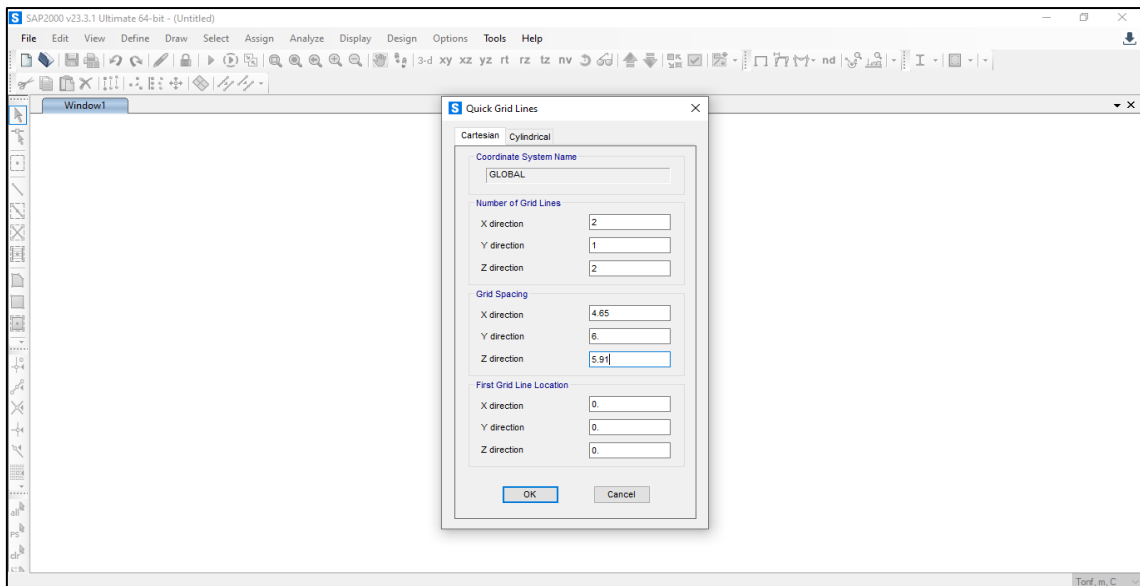 S SAP2000 v23.3.1 Ultimate 64-bit - (Untitled)
File Edit View Define Draw Select Assign Analyze Display Design Options Tools Help
3-d xy xz yz rt rz tz nv nd
Window1
S Quick Grid Lines
Cartesian Cylindrical
Coordinate System Name
GLOBAL
Number of Grid Lines
X direction 2
Y direction 1
Z direction 2
Grid Spacing
X direction 4.65
Y direction 6.
Z direction 5.91
First Grid Line Location
X direction 0.
Y direction 0.
Z direction 0.
OK Cancel
all
ps
clr
Tonf, m, C